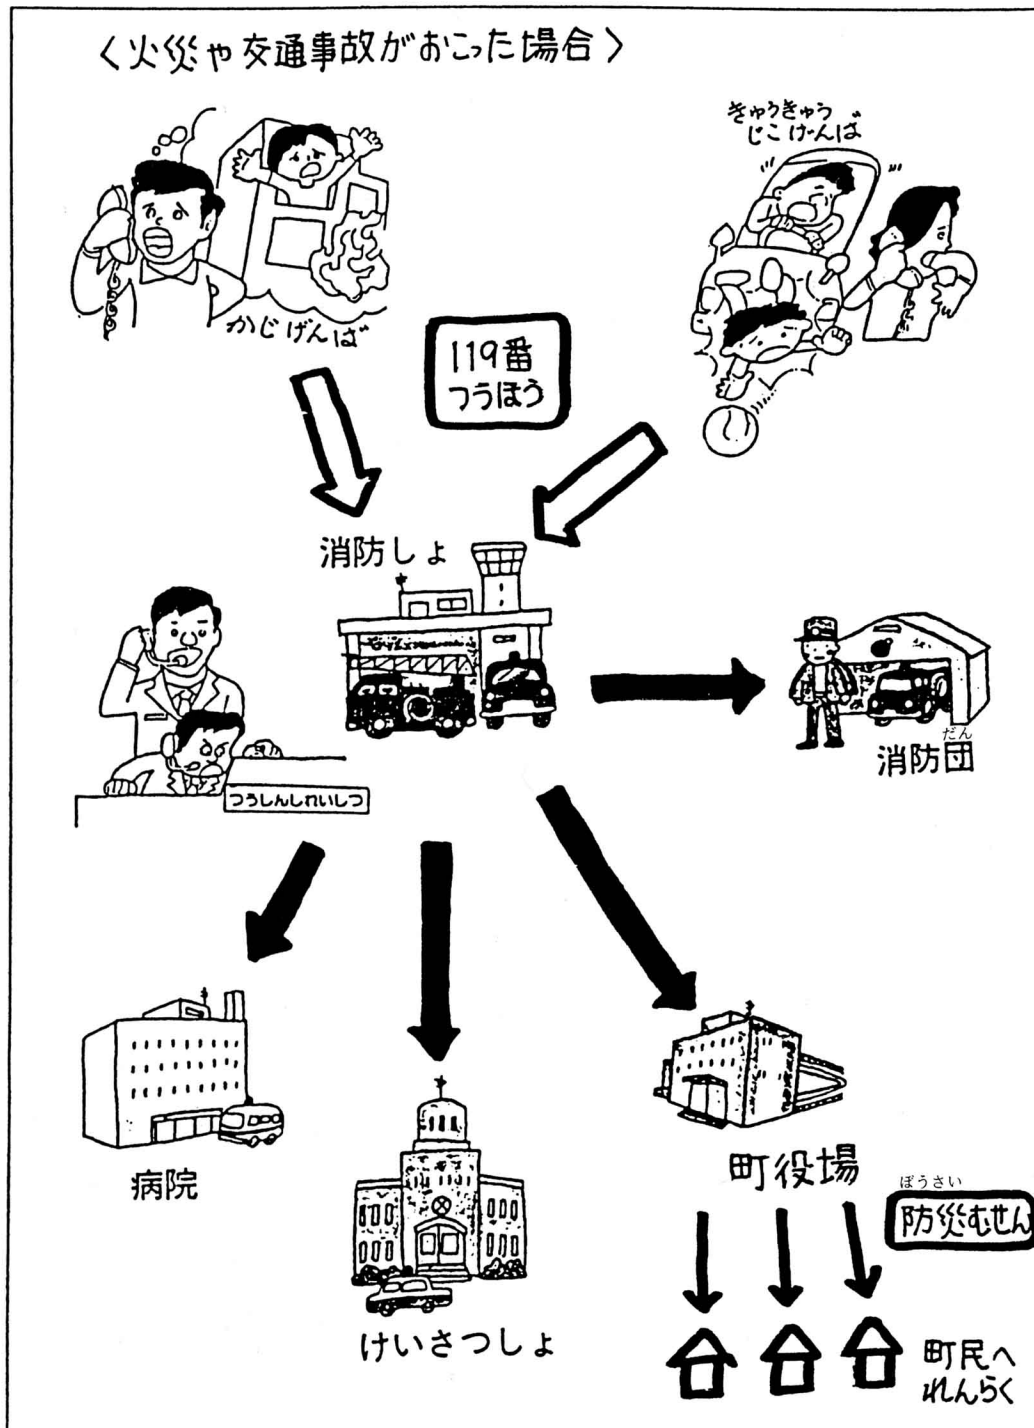 〈火災や交通事故がおこった場合〉
きゅうきゅう
じこげんば
かじげんば
119番
つうほう
消防しょ
つうしんしれいしつ
だん
消防団
病院
けいさつしょ
町役場
ぼうさい
防災むせん
町民へ
れんらく